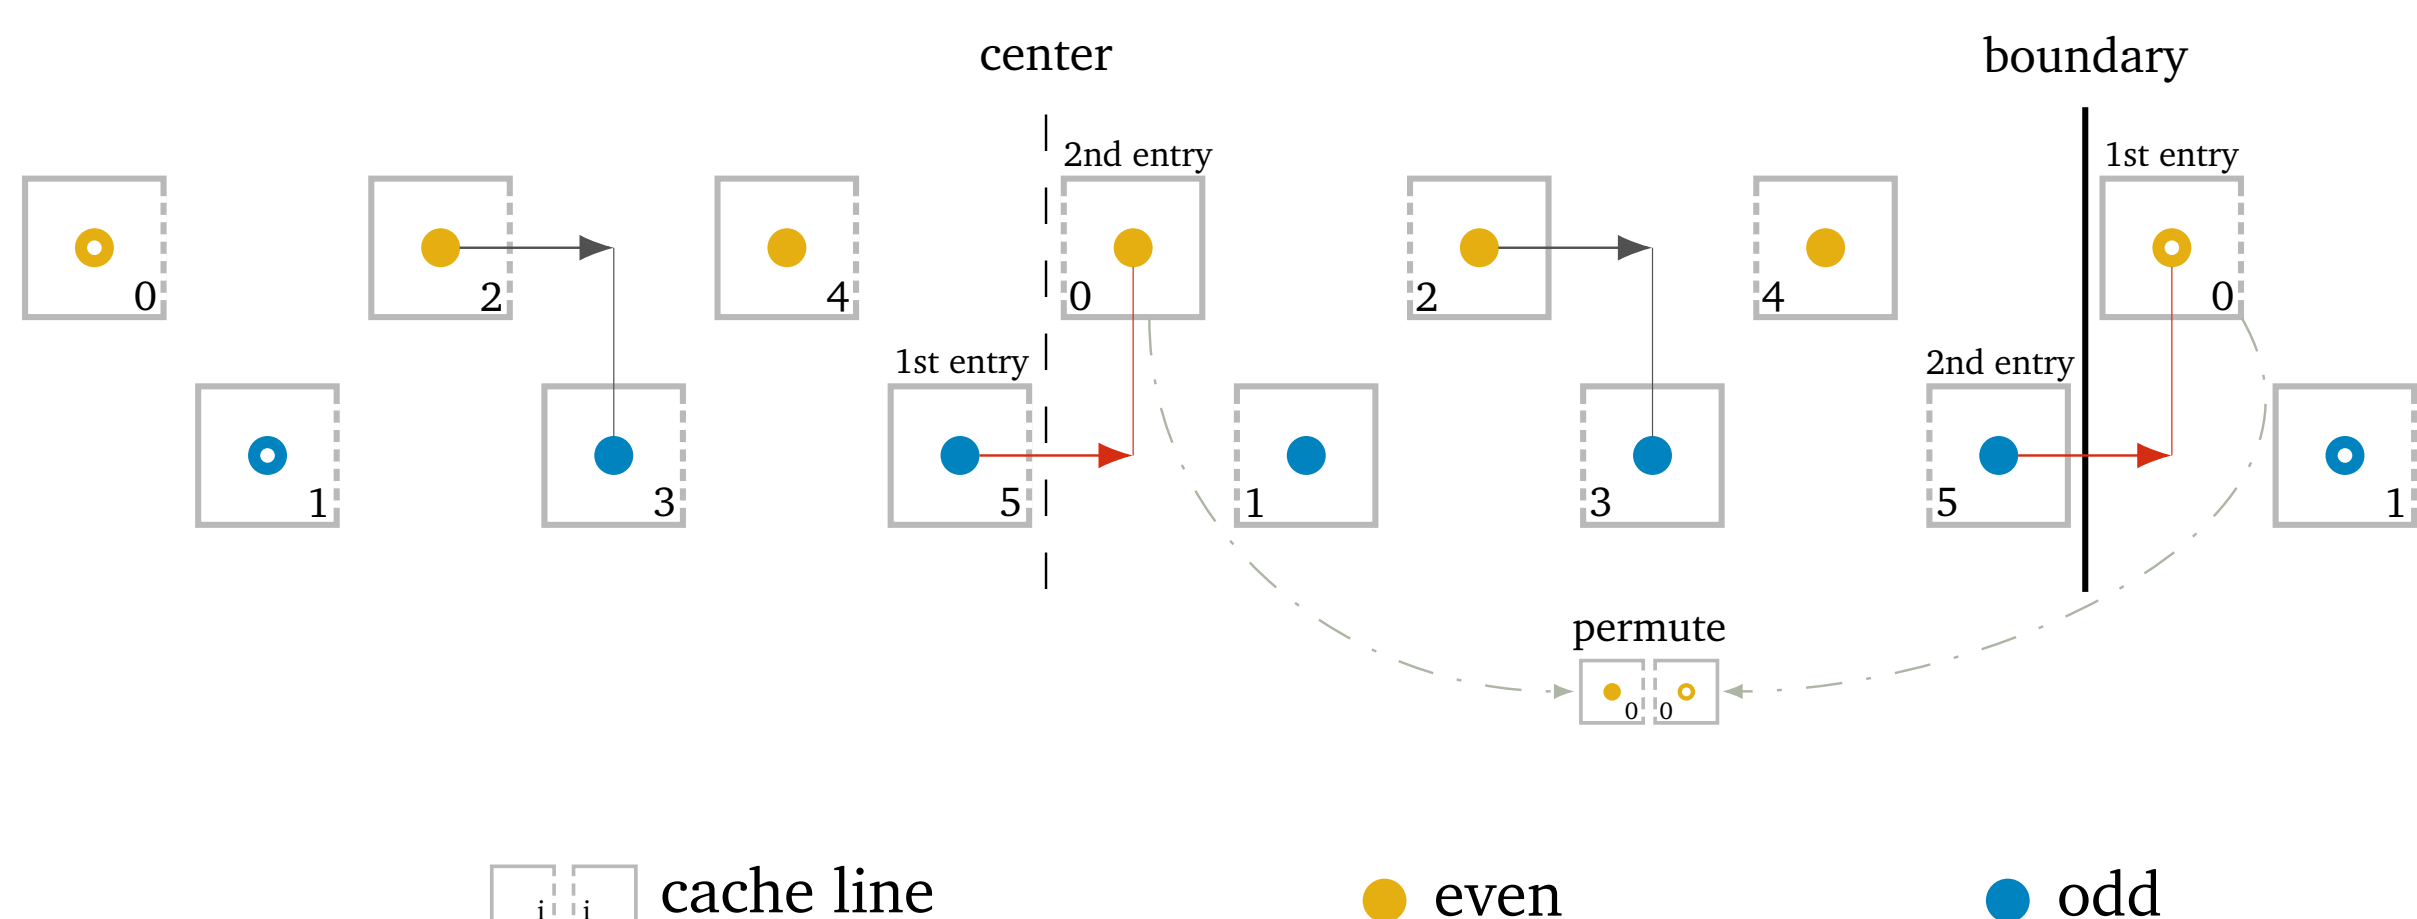 center
boundary
2nd entry
1st entry
0
2
4
0
2
4
0
1st entry
2nd entry
1
3
5
1
3
5
1
permute
0 0
i i cache line
even
odd